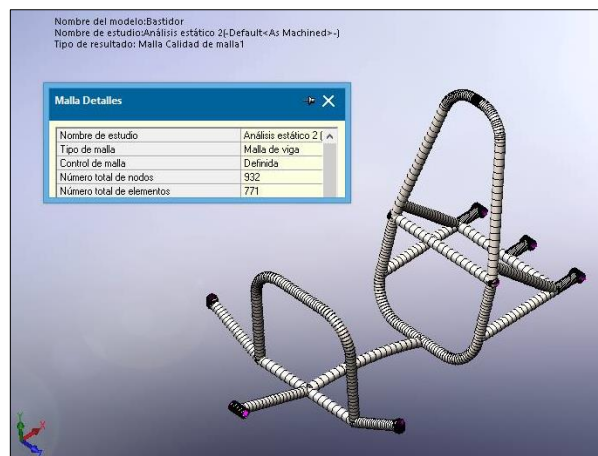 Nombre del modelo:Bastidor
Nombre de estudio:Análisis estático 2(-Default<As Machined>-)
Tipo de resultado: Malla Calidad de malla1
Malla Detalles
Nombre de estudio Análisis estático 2 (
Tipo de malla Malla de viga
Control de malla Definida
Número total de nodos 932
Número total de elementos 771
Y
X